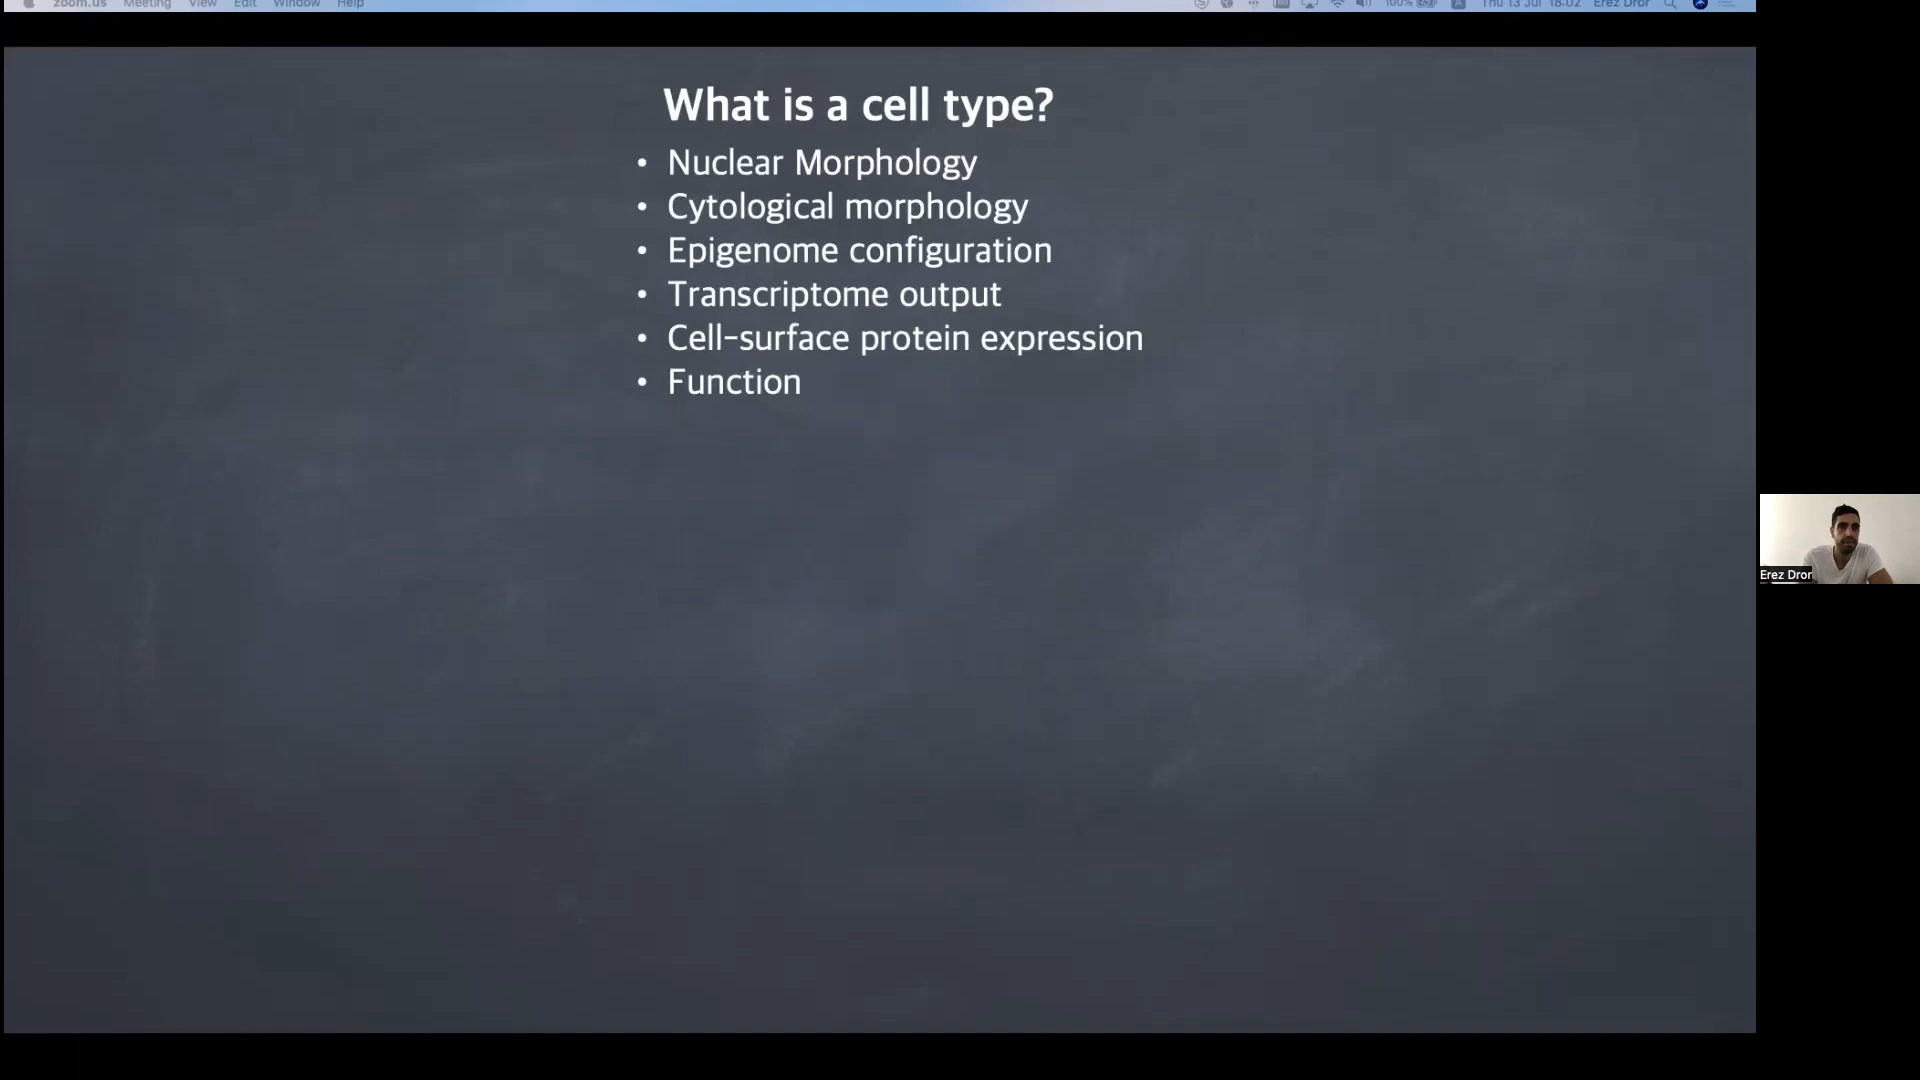 zoom.us Meeting View Edit Window Help 100% Thu 13 Jul 18:02 Erez Dror
What is a cell type?
• Nuclear Morphology
• Cytological morphology
• Epigenome configuration
• Transcriptome output
• Cell-surface protein expression
• Function
Erez Dror